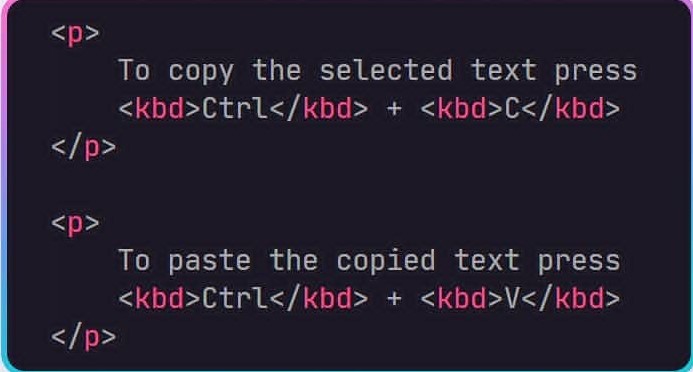 <p>
To copy the selected text press
<kbd>Ctrl</kbd> + <kbd>C</kbd>
</p>
<p>
To paste the copied text press
<kbd>Ctrl</kbd> + <kbd>V</kbd>
</p>